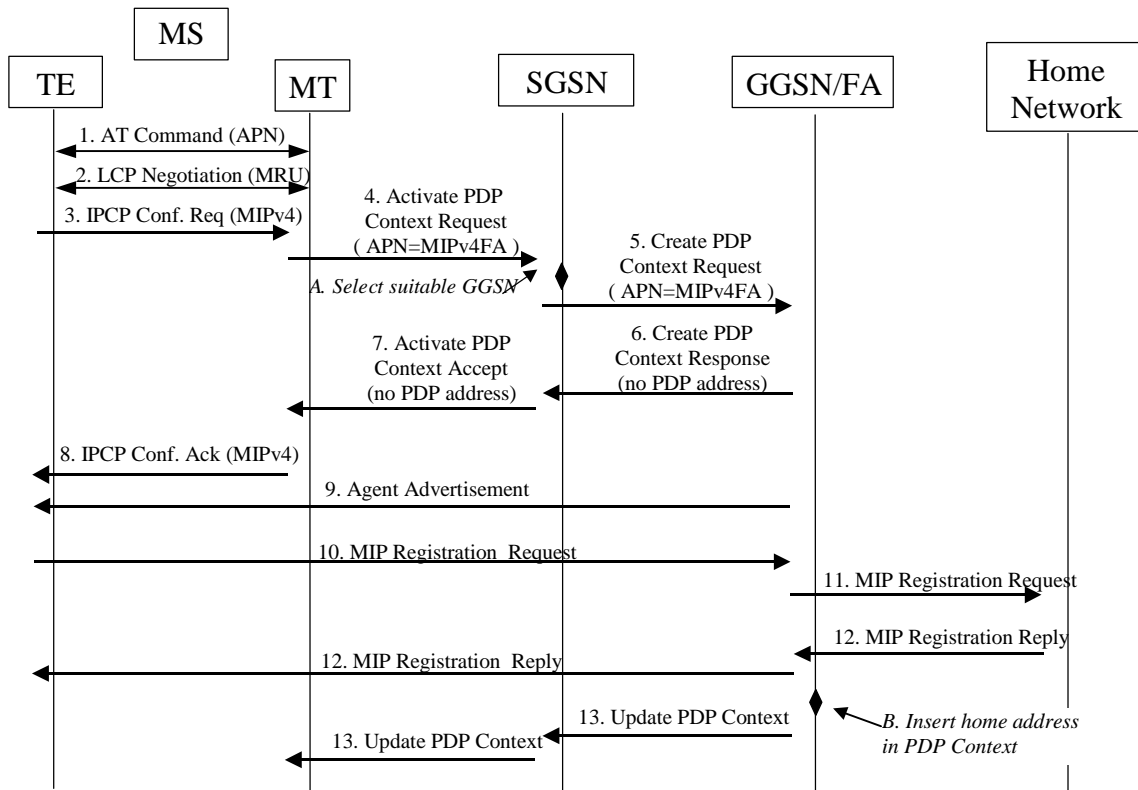 MS
TE
MT
SGSN
GGSN/FA
Home
Network
1. AT Command (APN)
2. LCP Negotiation (MRU)
3. IPCP Conf. Req (MIPv4)
4. Activate PDP
Context Request
( APN=MIPv4FA )
A. Select suitable GGSN
5. Create PDP
Context Request
( APN=MIPv4FA )
6. Create PDP
Context Response
(no PDP address)
7. Activate PDP
Context Accept
(no PDP address)
8. IPCP Conf. Ack (MIPv4)
9. Agent Advertisement
10. MIP Registration Request
11. MIP Registration Request
12. MIP Registration Reply
12. MIP Registration Reply
B. Insert home address
in PDP Context
13. Update PDP Context
13. Update PDP Context